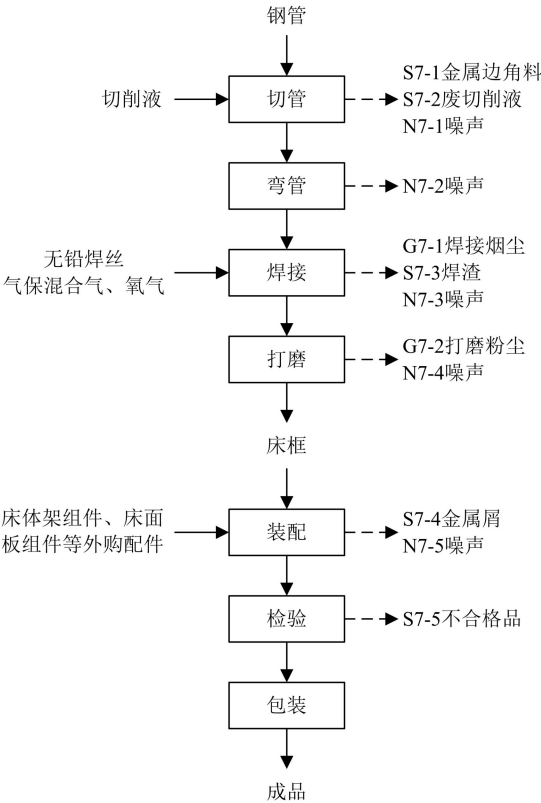 钢管
切削液
切管
S7-1金属边角料
S7-2废切削液
N7-1噪声
弯管
N7-2噪声
无铅焊丝
气保混合气、氧气
焊接
G7-1焊接烟尘
S7-3焊渣
N7-3噪声
打磨
G7-2打磨粉尘
N7-4噪声
床框
床体架组件、床面
板组件等外购配件
装配
S7-4金属屑
N7-5噪声
检验
S7-5不合格品
包装
成品